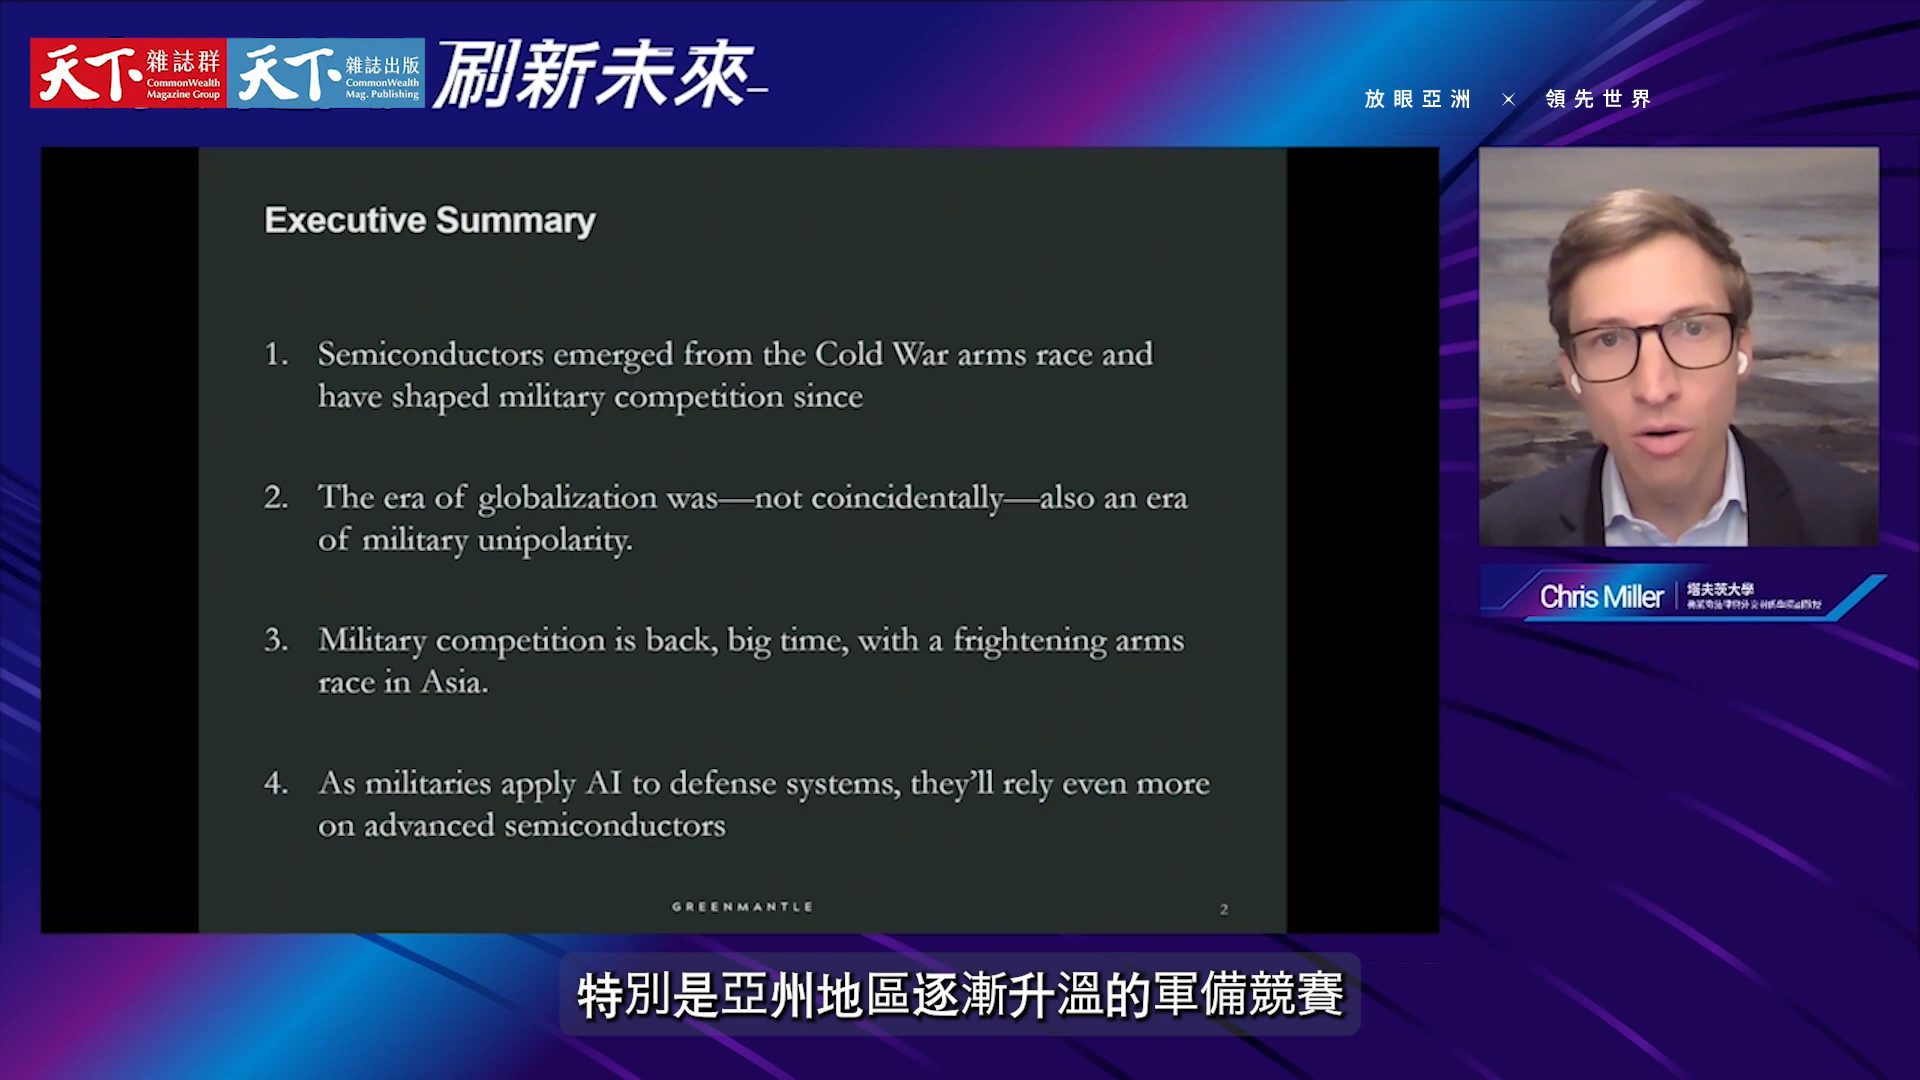 天下雜誌群
CommonWealth
Magazine Group
天下雜誌出版
CommonWealth
Mag. Publishing
刷新未來_
放眼亞洲 × 領先世界
Executive Summary
1. Semiconductors emerged from the Cold War arms race and
have shaped military competition since
2. The era of globalization was—not coincidentally—also an era
of military unipolarity.
3. Military competition is back, big time, with a frightening arms
race in Asia.
4. As militaries apply AI to defense systems, they’ll rely even more
on advanced semiconductors
GREENMANTLE
2
Chris Miller
塔夫茨大學
特別是亞州地區逐漸升溫的軍備競賽